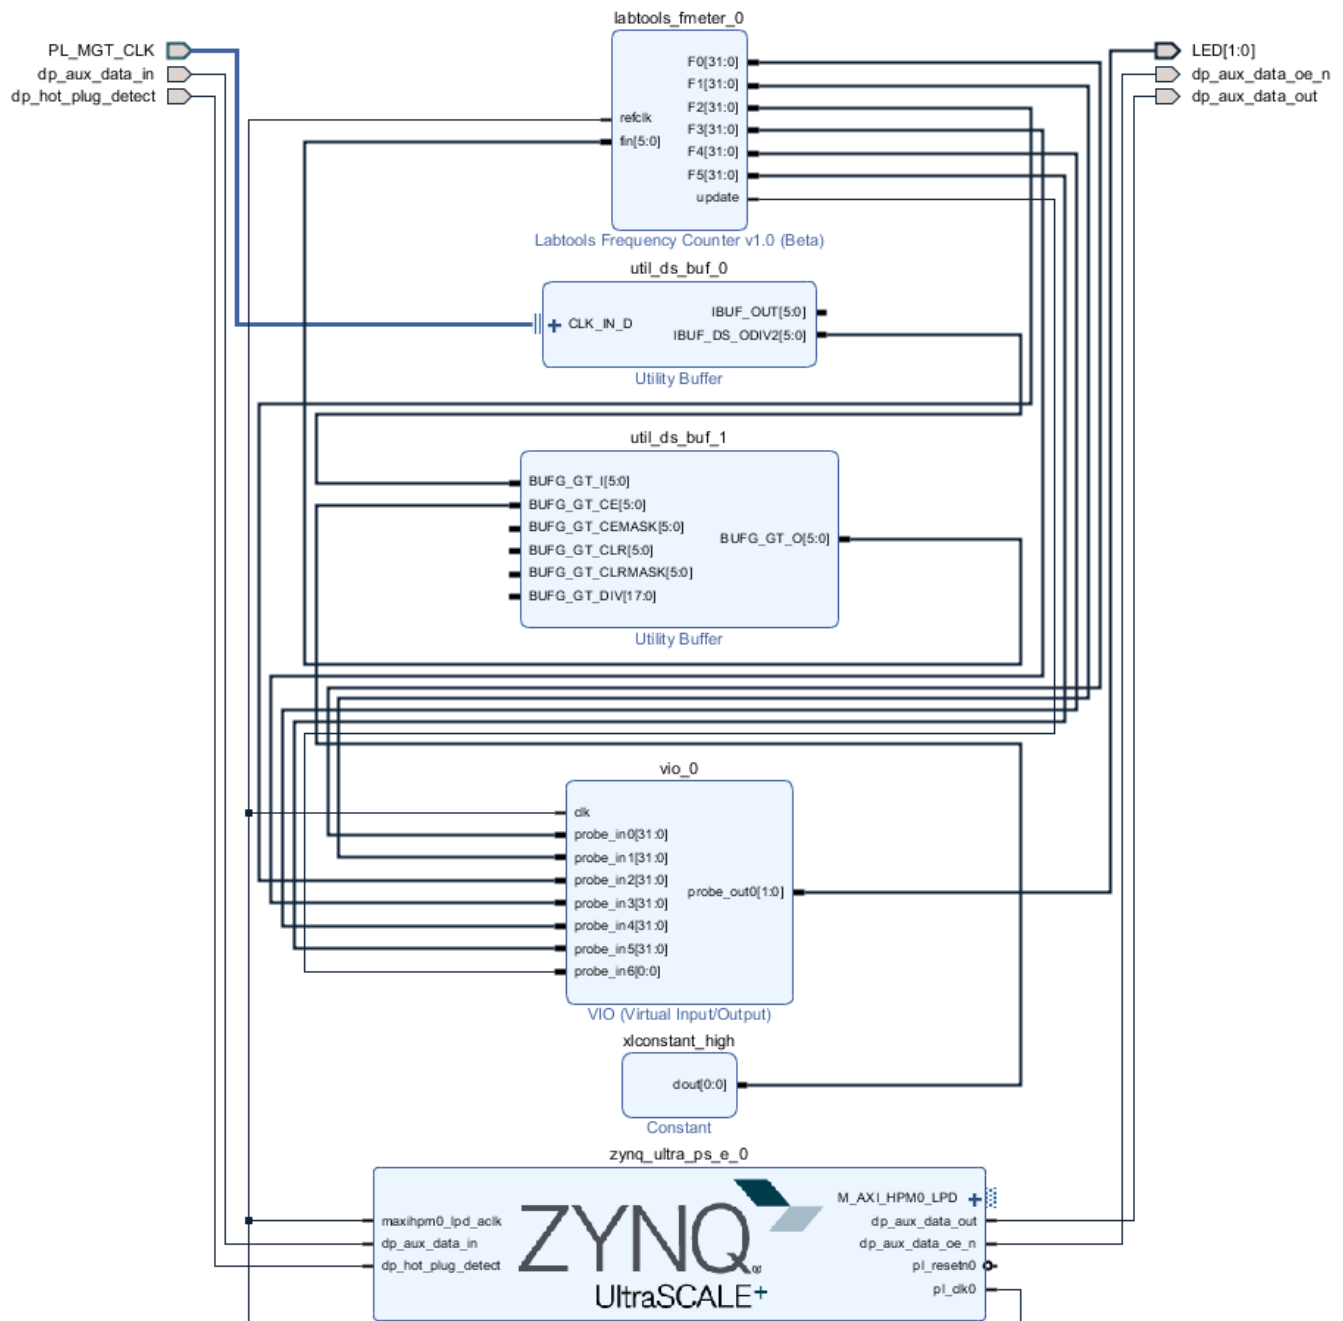 labtools_fmeter_0
PL_MGT_CLK
dp_aux_data_in
dp_hot_plug_detect
LED[1:0]
dp_aux_data_oe_n
dp_aux_data_out
refclk
fin[5:0]
F0[31:0]
F1[31:0]
F2[31:0]
F3[31:0]
F4[31:0]
F5[31:0]
update
Labtools Frequency Counter v1.0 (Beta)
util_ds_buf_0
CLK_IN_D
IBUF_OUT[5:0]
IBUF_DS_ODIV2[5:0]
Utility Buffer
util_ds_buf_1
BUFG_GT_I[5:0]
BUFG_GT_CE[5:0]
BUFG_GT_CEMASK[5:0]
BUFG_GT_CLR[5:0]
BUFG_GT_CLRMASK[5:0]
BUFG_GT_DIV[17:0]
BUFG_GT_O[5:0]
Utility Buffer
vio_0
clk
probe_in0[31:0]
probe_in1[31:0]
probe_in2[31:0]
probe_in3[31:0]
probe_in4[31:0]
probe_in5[31:0]
probe_in6[0:0]
probe_out0[1:0]
VIO (Virtual Input/Output)
xlconstant_high
dout[0:0]
Constant
zynq_ultra_ps_e_0
maxihpm0_lpd_aclk
dp_aux_data_in
dp_hot_plug_detect
ZYNQ®
UltraSCALE+
M_AXI_HPM0_LPD
dp_aux_data_out
dp_aux_data_oe_n
pl_resetn0
pl_clk0